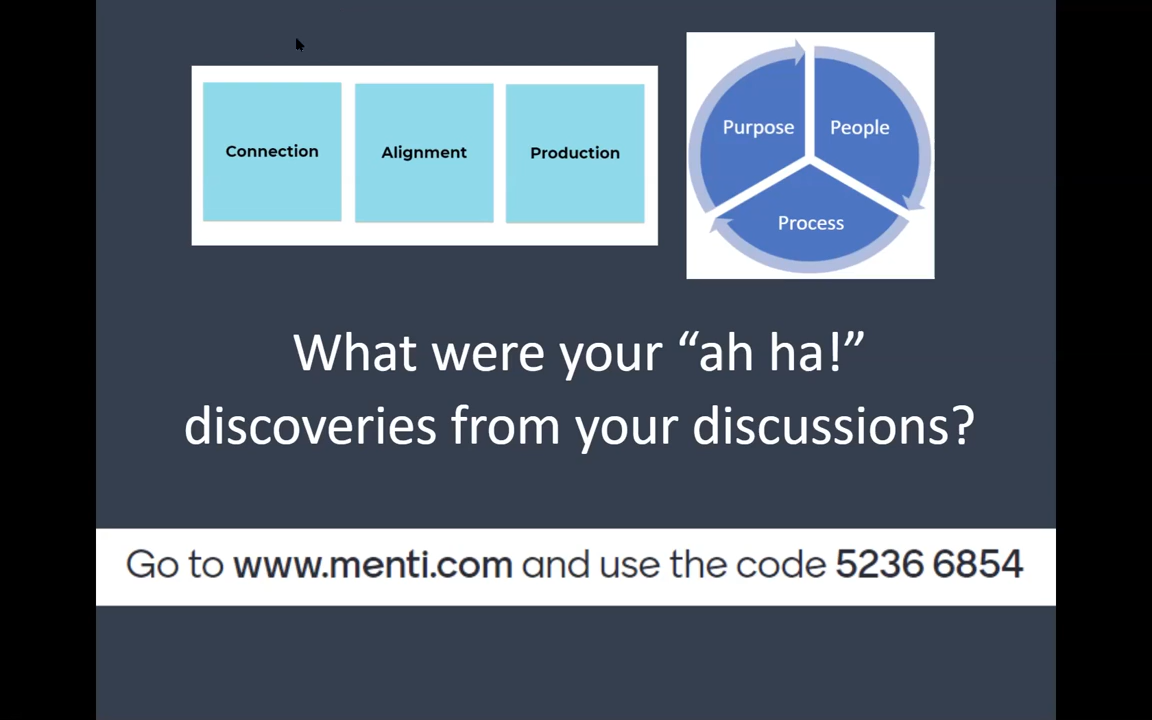 Connection
Alignment
Production
Purpose
People
Process
What were your “ah ha!”
discoveries from your discussions?
Go to www.menti.com and use the code 5236 6854